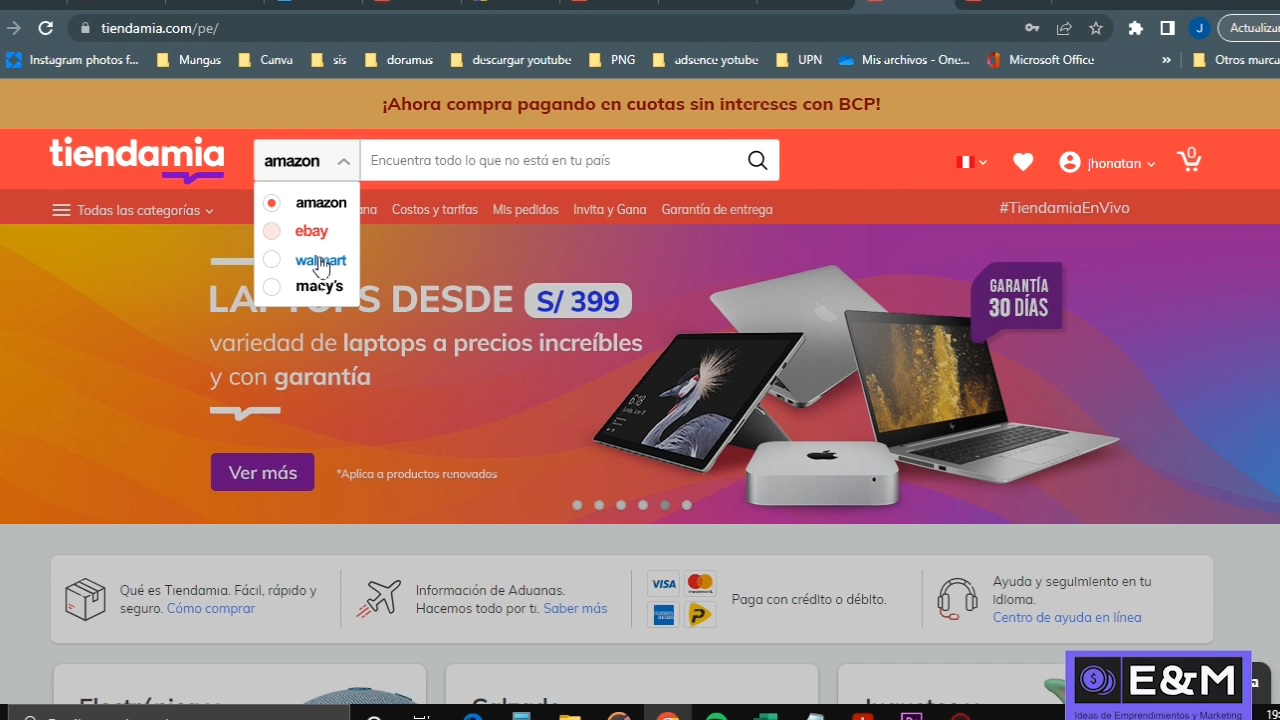 tiendamia.com/pe/
Actualizar
Instagram photos f...
Mangas
Canva
sis
doramas
descargar youtube
PNG
adsence yotube
UPN
Mis archivos - One...
Microsoft Office
»
Otros marca
¡Ahora compra pagando en cuotas sin intereses con BCP!
tiendamia
amazon
Encuentra todo lo que no está en tu país
Jhonatan
0
amazon
ebay
walmart
macy's
Todas las categorías
ana
Costos y tarifas
Mis pedidos
Invita y Gana
Garantía de entrega
#TiendamiaEnVivo
LAPTOPS DESDE S/ 399
variedad de laptops a precios increíbles
y con garantía
Ver más
*Aplica a productos renovados
GARANTÍA
30 DÍAS
6:18
hp
Qué es Tiendamia. Fácil, rápido y
seguro. Cómo comprar
Información de Aduanas.
Hacemos todo por ti. Saber más
VISA
mastercard
Paga con crédito o débito.
Ayuda y seguimiento en tu
idioma.
Centro de ayuda en línea
E&M
Ideas de Emprendimientos y Marketing